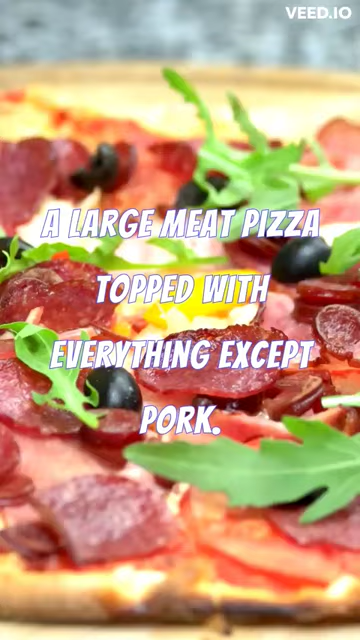 VEED.IO
A LARGE MEAT PIZZA
TOPPED WITH
EVERYTHING EXCEPT
PORK.